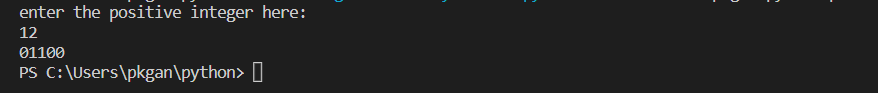 enter the positive integer here:
12
01100
PS C:\Users\pkgan\python>